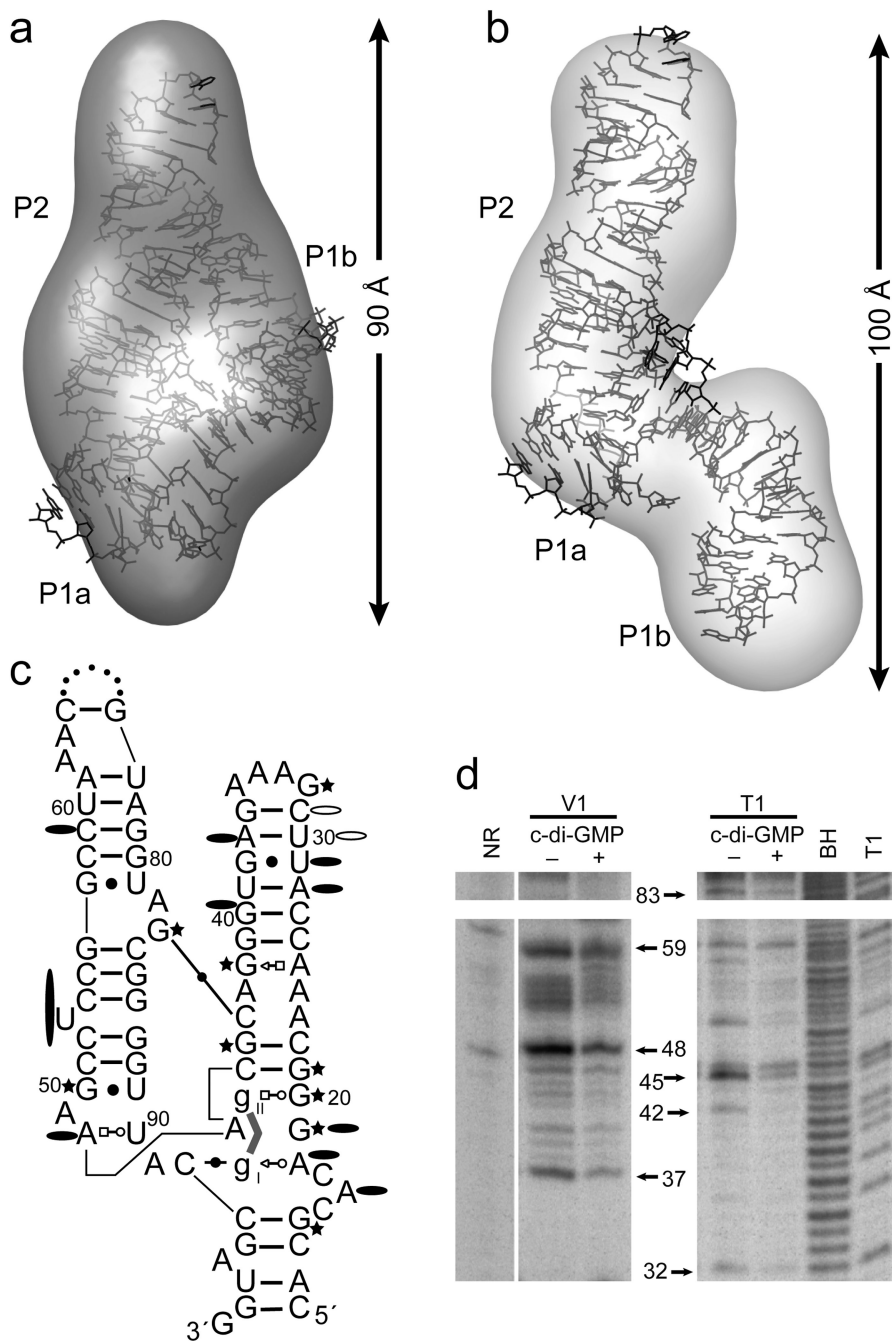 a
P2
P1b
P1a
90 Å
b
P2
P1a
P1b
100 Å
c
C G
A
A
A U
60 U A
C G
C G
G U 80
A
G
G C
C G
C G
U
C G
C G
50 G U
A
A U 90
A A A G
G C
A U 30
G U
U A
40 G C
G C
G A
A A
C A
G C
C G
g II G 20
A G
A C g I A
C
A
C
C G
G C
U A
G C
3´ G 5´
d
NR
V1
c-di-GMP
– +
T1
c-di-GMP
– +
BH
T1
83
59
48
45
42
37
32